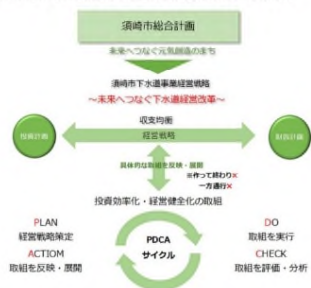 須崎市総合計画
未来へつなぐ元気創造のまち
須崎市下水道事業経営戦略
～未来へつなぐ下水道経営改革～
収支均衡
投資計画
経営戦略
財政計画
具体的な取組を反映・展開
※作って終わり×
一方通行×
投資効率化・経営健全化の取組
PLAN
経営戦略策定
DO
取組を実行
PDCA
サイクル
ACTIOM
取組を反映・展開
CHECK
取組を評価・分析